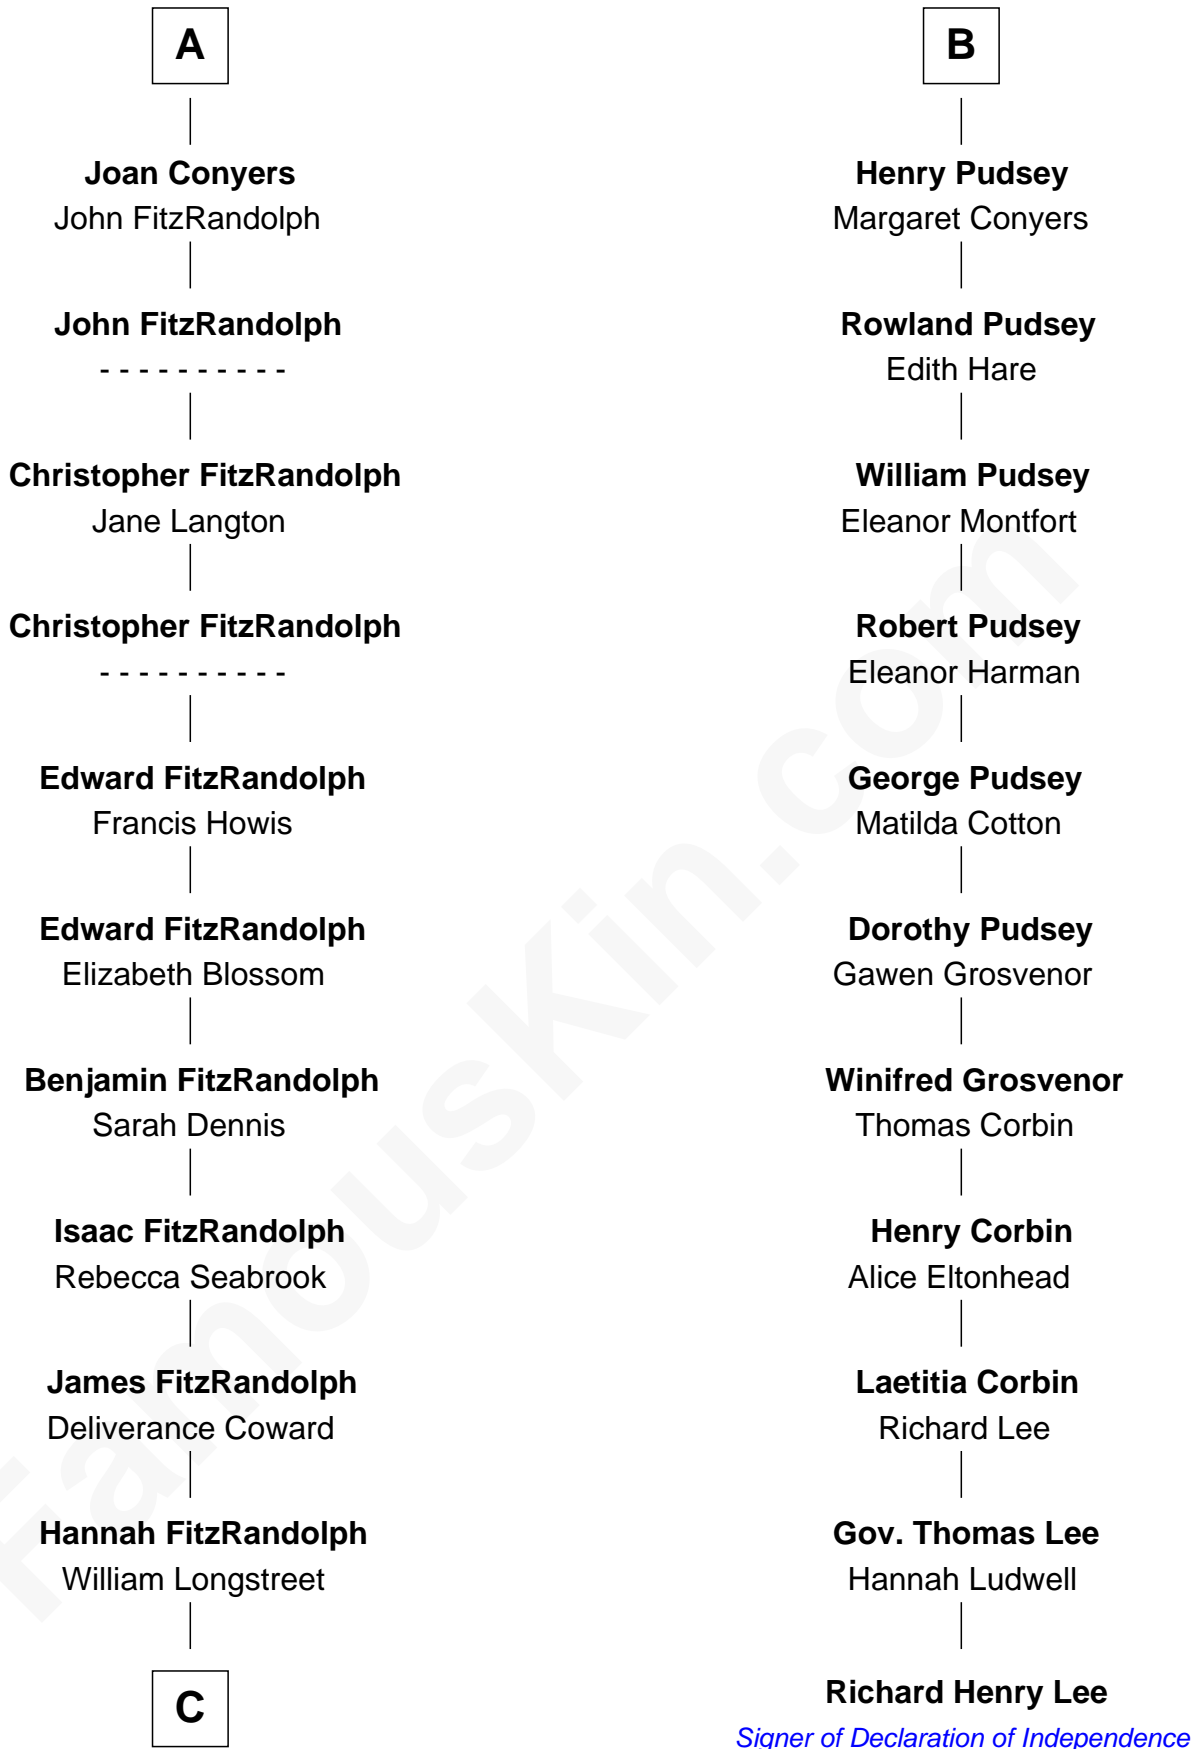 A
Joan Conyers
John FitzRandolph
John FitzRandolph
- - - - - - - - - -
Christopher FitzRandolph
Jane Langton
Christopher FitzRandolph
- - - - - - - - - -
Edward FitzRandolph
Francis Howis
Edward FitzRandolph
Elizabeth Blossom
Benjamin FitzRandolph
Sarah Dennis
Isaac FitzRandolph
Rebecca Seabrook
James FitzRandolph
Deliverance Coward
Hannah FitzRandolph
William Longstreet
C
B
Henry Pudsey
Margaret Conyers
Rowland Pudsey
Edith Hare
William Pudsey
Eleanor Montfort
Robert Pudsey
Eleanor Harman
George Pudsey
Matilda Cotton
Dorothy Pudsey
Gawen Grosvenor
Winifred Grosvenor
Thomas Corbin
Henry Corbin
Alice Eltonhead
Laetitia Corbin
Richard Lee
Gov. Thomas Lee
Hannah Ludwell
Richard Henry Lee
Signer of Declaration of Independence
FamousKin.com